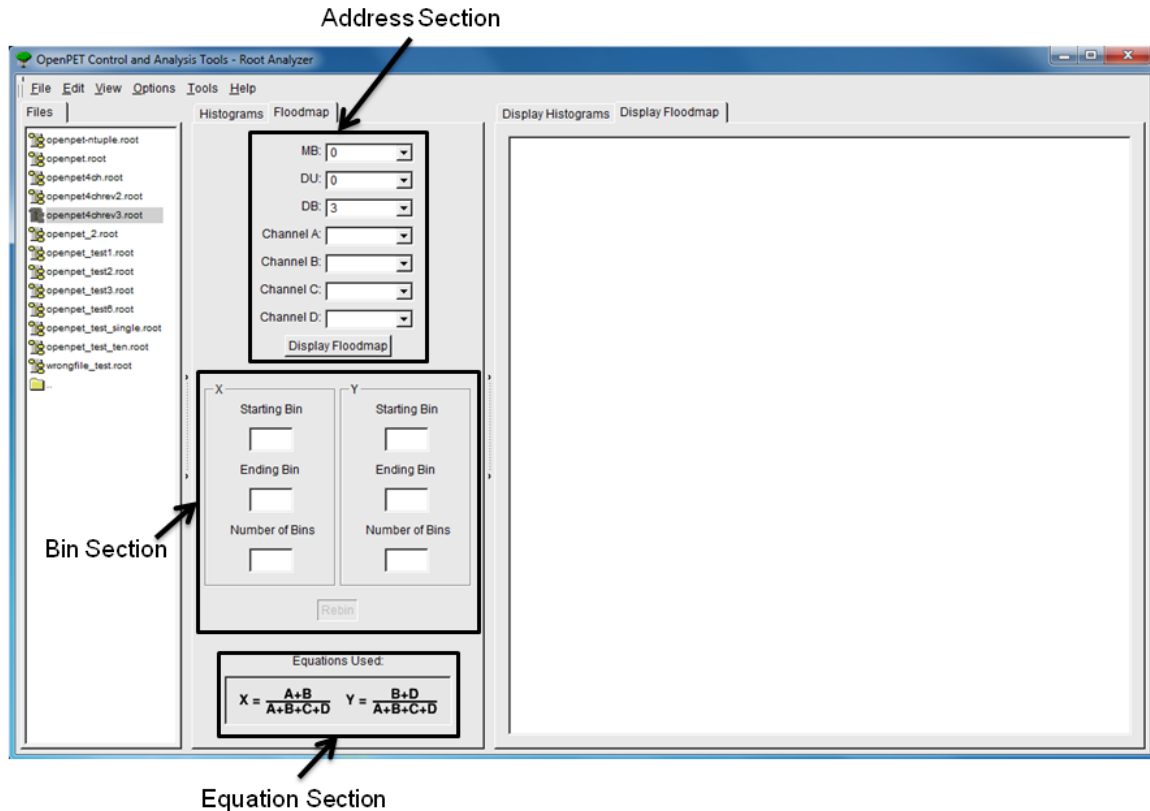 Address Section
OpenPET Control and Analysis Tools - Root Analyzer
File Edit View Options Tools Help
Files
Histograms Floodmap
Display Histograms Display Floodmap
openpet-ntuple.root
openpet.root
openpet4ch.root
openpet4chrev2.root
openpet4chrev3.root
openpet_2.root
openpet_test1.root
openpet_test2.root
openpet_test3.root
openpet_test6.root
openpet_test_single.root
openpet_test_ten.root
wrongfile_test.root
..
MB: 0
DU: 0
DB: 3
Channel A:
Channel B:
Channel C:
Channel D:
Display Floodmap
X
Starting Bin
Ending Bin
Number of Bins
Y
Starting Bin
Ending Bin
Number of Bins
Rebin
Bin Section
Equations Used:
X = A+B / A+B+C+D Y = B+D / A+B+C+D
Equation Section